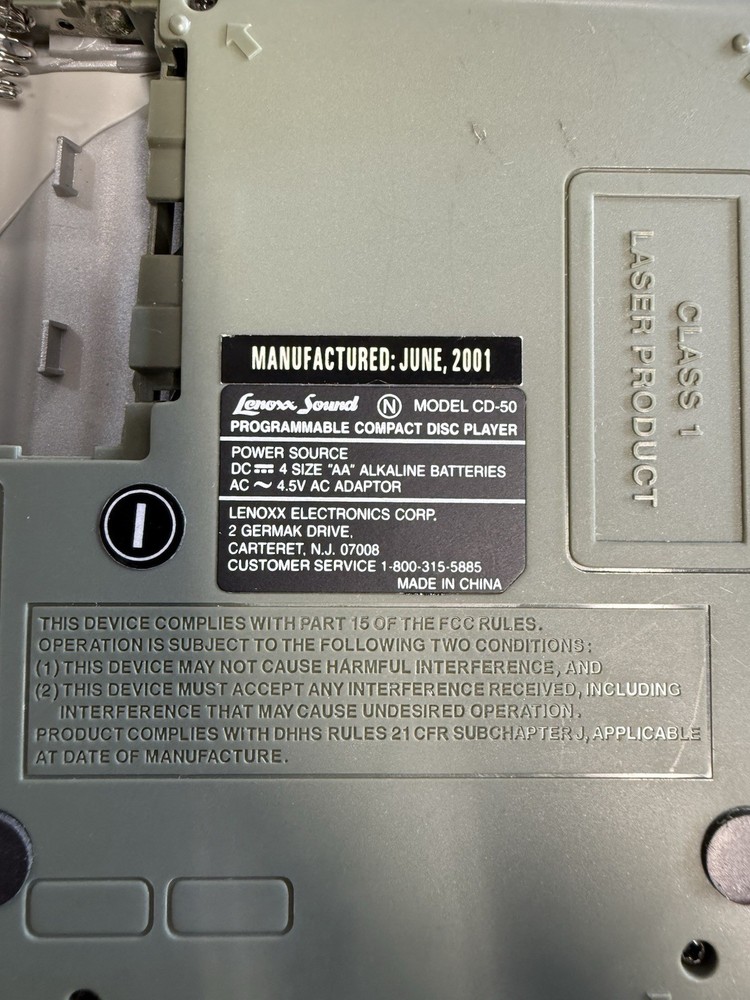 MANUFACTURED: JUNE, 2001
Lenoxx Sound N MODEL CD-50
PROGRAMMABLE COMPACT DISC PLAYER
POWER SOURCE
DC ⎓ 4 SIZE "AA" ALKALINE BATTERIES
AC ~ 4.5V AC ADAPTOR
LENOXX ELECTRONICS CORP.
2 GERMAK DRIVE,
CARTERET, N.J. 07008
CUSTOMER SERVICE 1-800-315-5885
MADE IN CHINA
I
CLASS 1
LASER PRODUCT
THIS DEVICE COMPLIES WITH PART 15 OF THE FCC RULES.
OPERATION IS SUBJECT TO THE FOLLOWING TWO CONDITIONS:
(1) THIS DEVICE MAY NOT CAUSE HARMFUL INTERFERENCE, AND
(2) THIS DEVICE MUST ACCEPT ANY INTERFERENCE RECEIVED, INCLUDING
INTERFERENCE THAT MAY CAUSE UNDESIRED OPERATION.
PRODUCT COMPLIES WITH DHHS RULES 21 CFR SUBCHAPTER J, APPLICABLE
AT DATE OF MANUFACTURE.